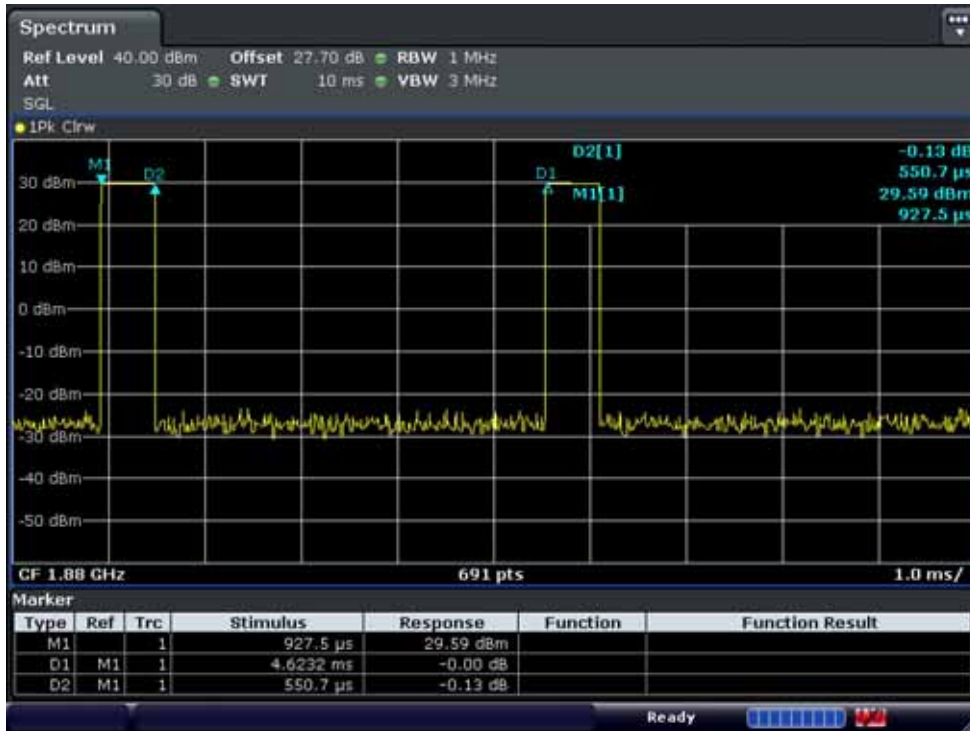 Spectrum
Ref Level 40.00 dBm Offset 27.70 dB RBW 1 MHz
Att 30 dB SWT 10 ms VBW 3 MHz
SGL
1Pk Clrw
D2[1] -0.13 dB
550.7 µs
M1[1] 29.59 dBm
927.5 µs
M1
D2
D1
30 dBm
20 dBm
10 dBm
0 dBm
-10 dBm
-20 dBm
-30 dBm
-40 dBm
-50 dBm
CF 1.88 GHz 691 pts 1.0 ms/
Marker
Type Ref Trc Stimulus Response Function Function Result
M1 1 927.5 µs 29.59 dBm
D1 M1 1 4.6232 ms -0.00 dB
D2 M1 1 550.7 µs -0.13 dB
Ready